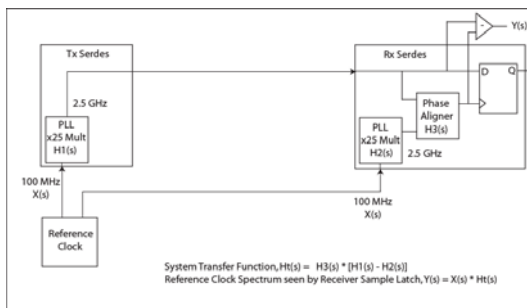 Y(s)
Tx Serdes
Rx Serdes
2.5 GHz
PLL
x25 Mult
H1(s)
D
Q
Phase
Aligner
H3(s)
PLL
x25 Mult
H2(s)
2.5 GHz
100 MHz
X(s)
100 MHz
X(s)
Reference
Clock
System Transfer Function, Ht(s) = H3(s) * [H1(s) - H2(s)]
Reference Clock Spectrum seen by Receiver Sample Latch, Y(s) = X(s) * Ht(s)